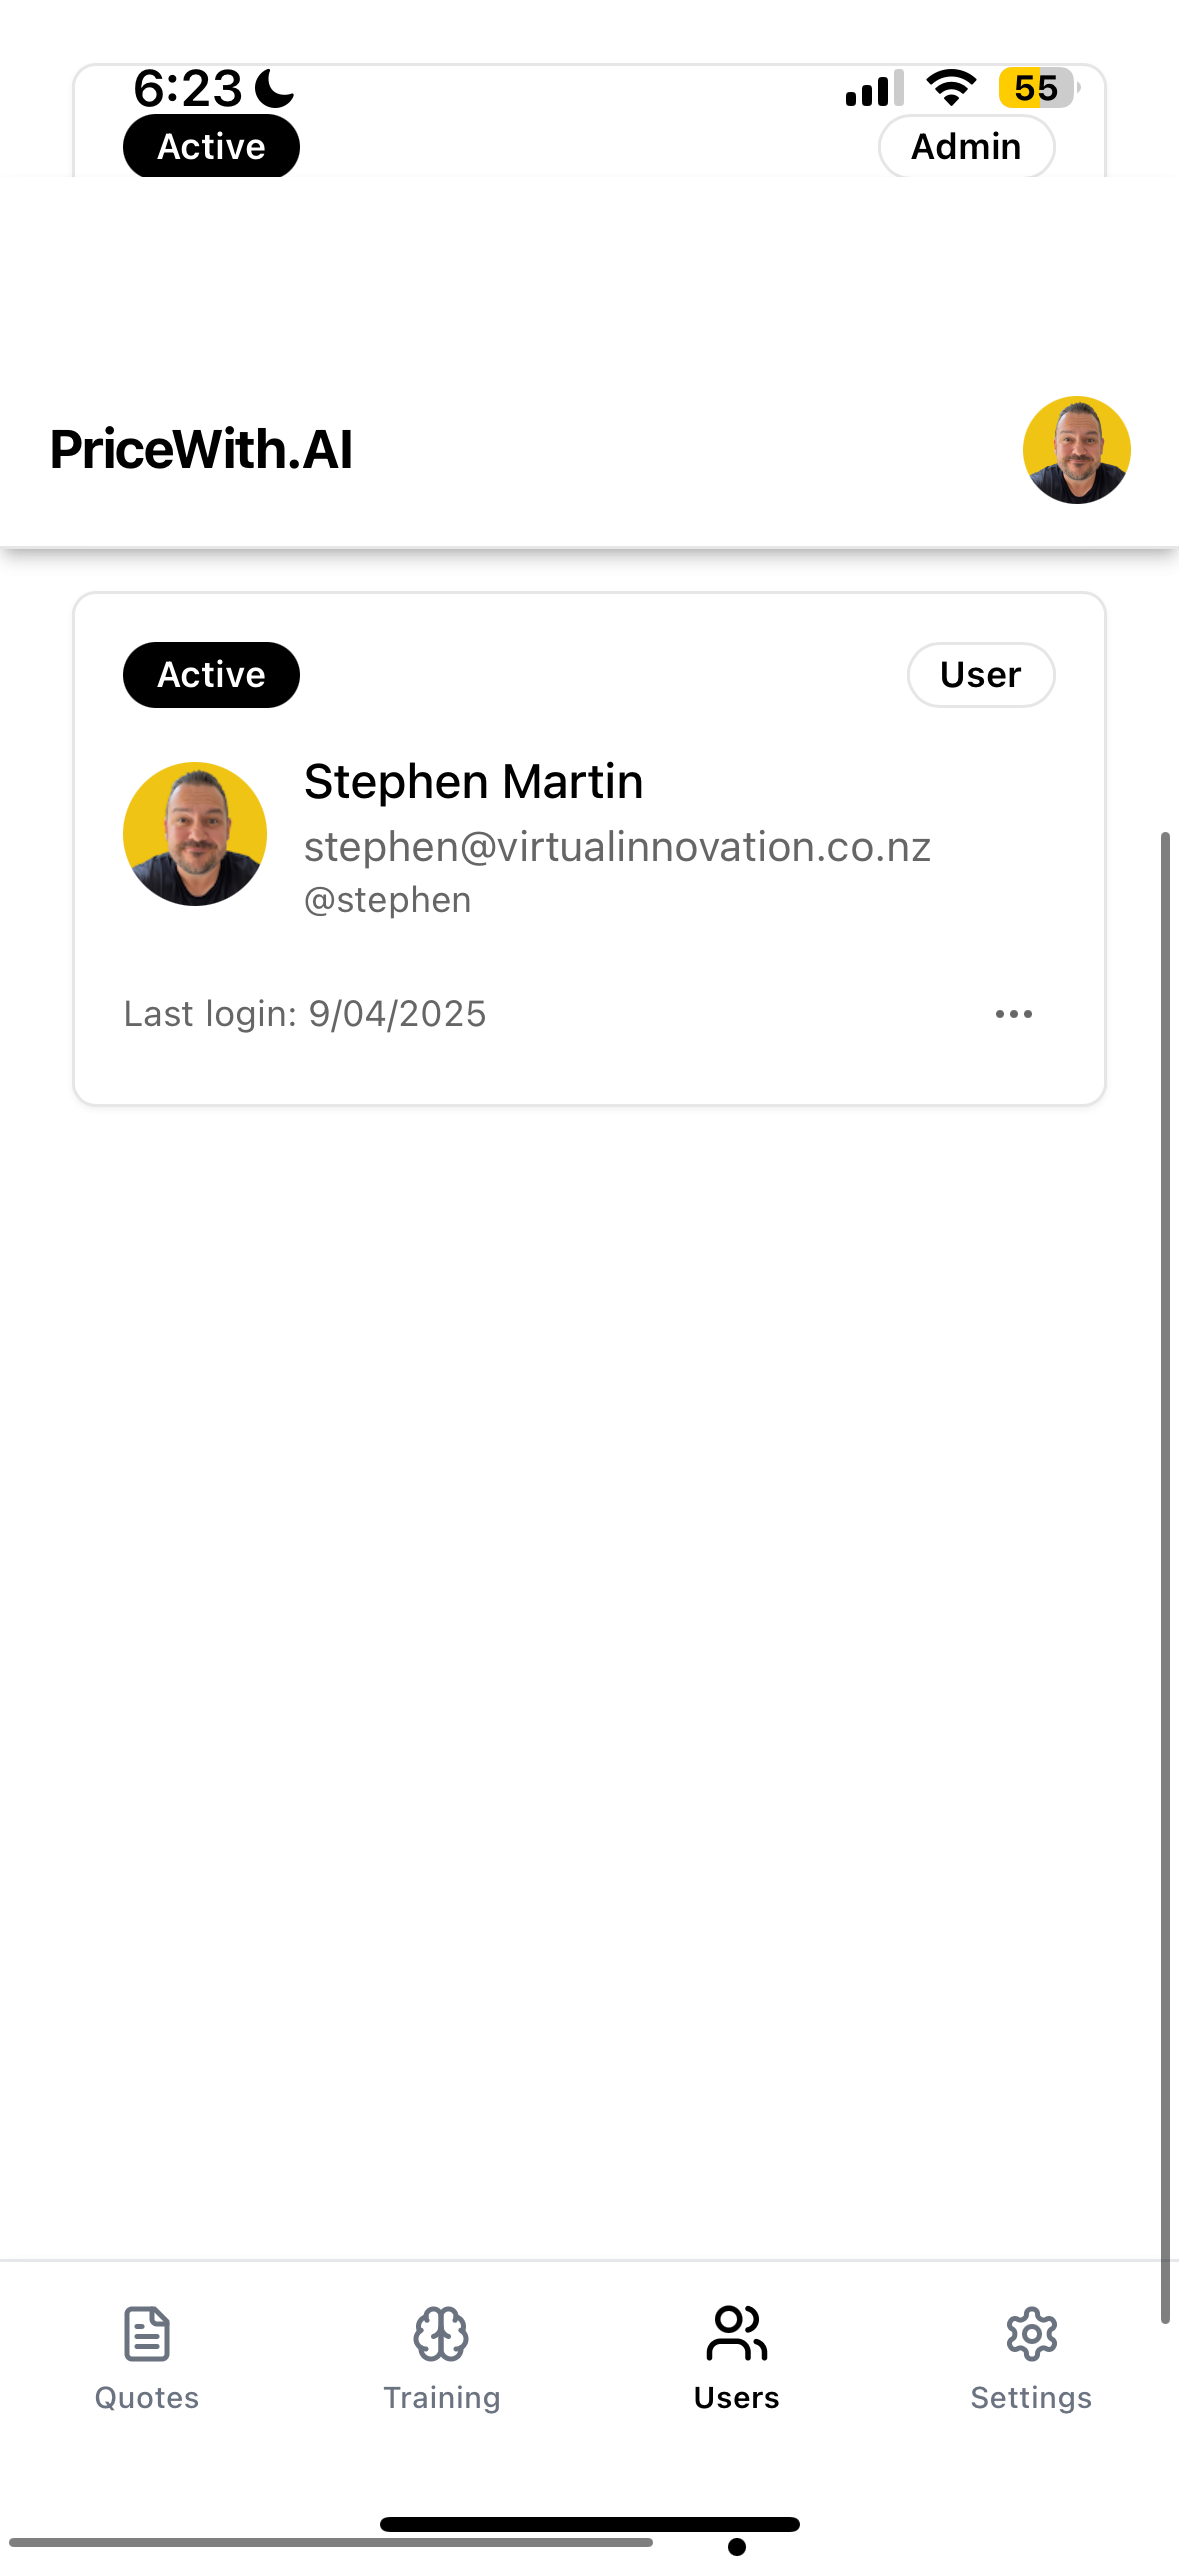 6:23
55
Active
Admin
PriceWith.AI
Active
User
Stephen Martin
stephen@virtualinnovation.co.nz
@stephen
Last login: 9/04/2025
Quotes
Training
Users
Settings